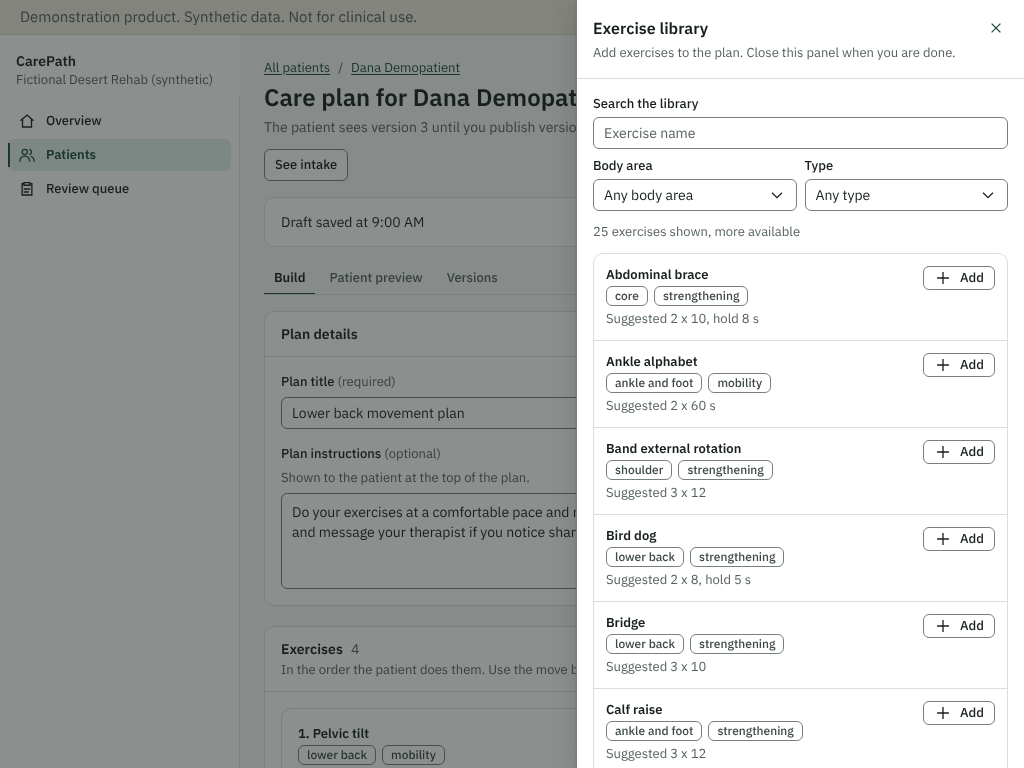 Demonstration product. Synthetic data. Not for clinical use.
CarePath
Fictional Desert Rehab (synthetic)
Overview
Patients
Review queue
All patients / Dana Demopatient
Care plan for Dana Demopat
The patient sees version 3 until you publish versio
See intake
Draft saved at 9:00 AM
Build Patient preview Versions
Plan details
Plan title (required)
Lower back movement plan
Plan instructions (optional)
Shown to the patient at the top of the plan.
Do your exercises at a comfortable pace and
and message your therapist if you notice shar
Exercises 4
In the order the patient does them. Use the move b
1. Pelvic tilt
lower back mobility
Exercise library
Add exercises to the plan. Close this panel when you are done.
Search the library
Exercise name
Body area Type
Any body area Any type
25 exercises shown, more available
Abdominal brace
Add
core strengthening
Suggested 2 x 10, hold 8 s
Ankle alphabet
Add
ankle and foot mobility
Suggested 2 x 60 s
Band external rotation
Add
shoulder strengthening
Suggested 3 x 12
Bird dog
Add
lower back strengthening
Suggested 2 x 8, hold 5 s
Bridge
Add
lower back strengthening
Suggested 3 x 10
Calf raise
Add
ankle and foot strengthening
Suggested 3 x 12